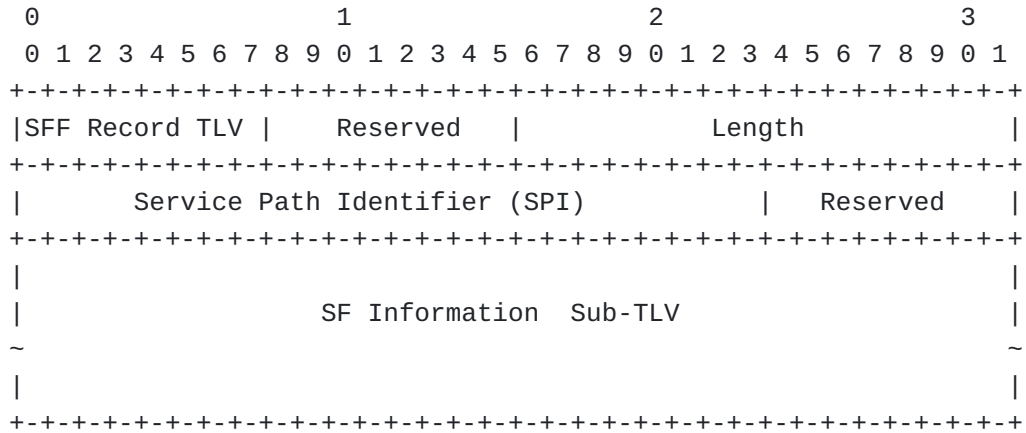 0                   1                   2                   3
 0 1 2 3 4 5 6 7 8 9 0 1 2 3 4 5 6 7 8 9 0 1 2 3 4 5 6 7 8 9 0 1
+-+-+-+-+-+-+-+-+-+-+-+-+-+-+-+-+-+-+-+-+-+-+-+-+-+-+-+-+-+-+-+-+
|SFF Record TLV |    Reserved   |            Length             |
+-+-+-+-+-+-+-+-+-+-+-+-+-+-+-+-+-+-+-+-+-+-+-+-+-+-+-+-+-+-+-+-+
|       Service Path Identifier (SPI)           |   Reserved    |
+-+-+-+-+-+-+-+-+-+-+-+-+-+-+-+-+-+-+-+-+-+-+-+-+-+-+-+-+-+-+-+-+
|                                                               |
|                   SF Information  Sub-TLV                     |
~                                                               ~
|                                                               |
+-+-+-+-+-+-+-+-+-+-+-+-+-+-+-+-+-+-+-+-+-+-+-+-+-+-+-+-+-+-+-+-+